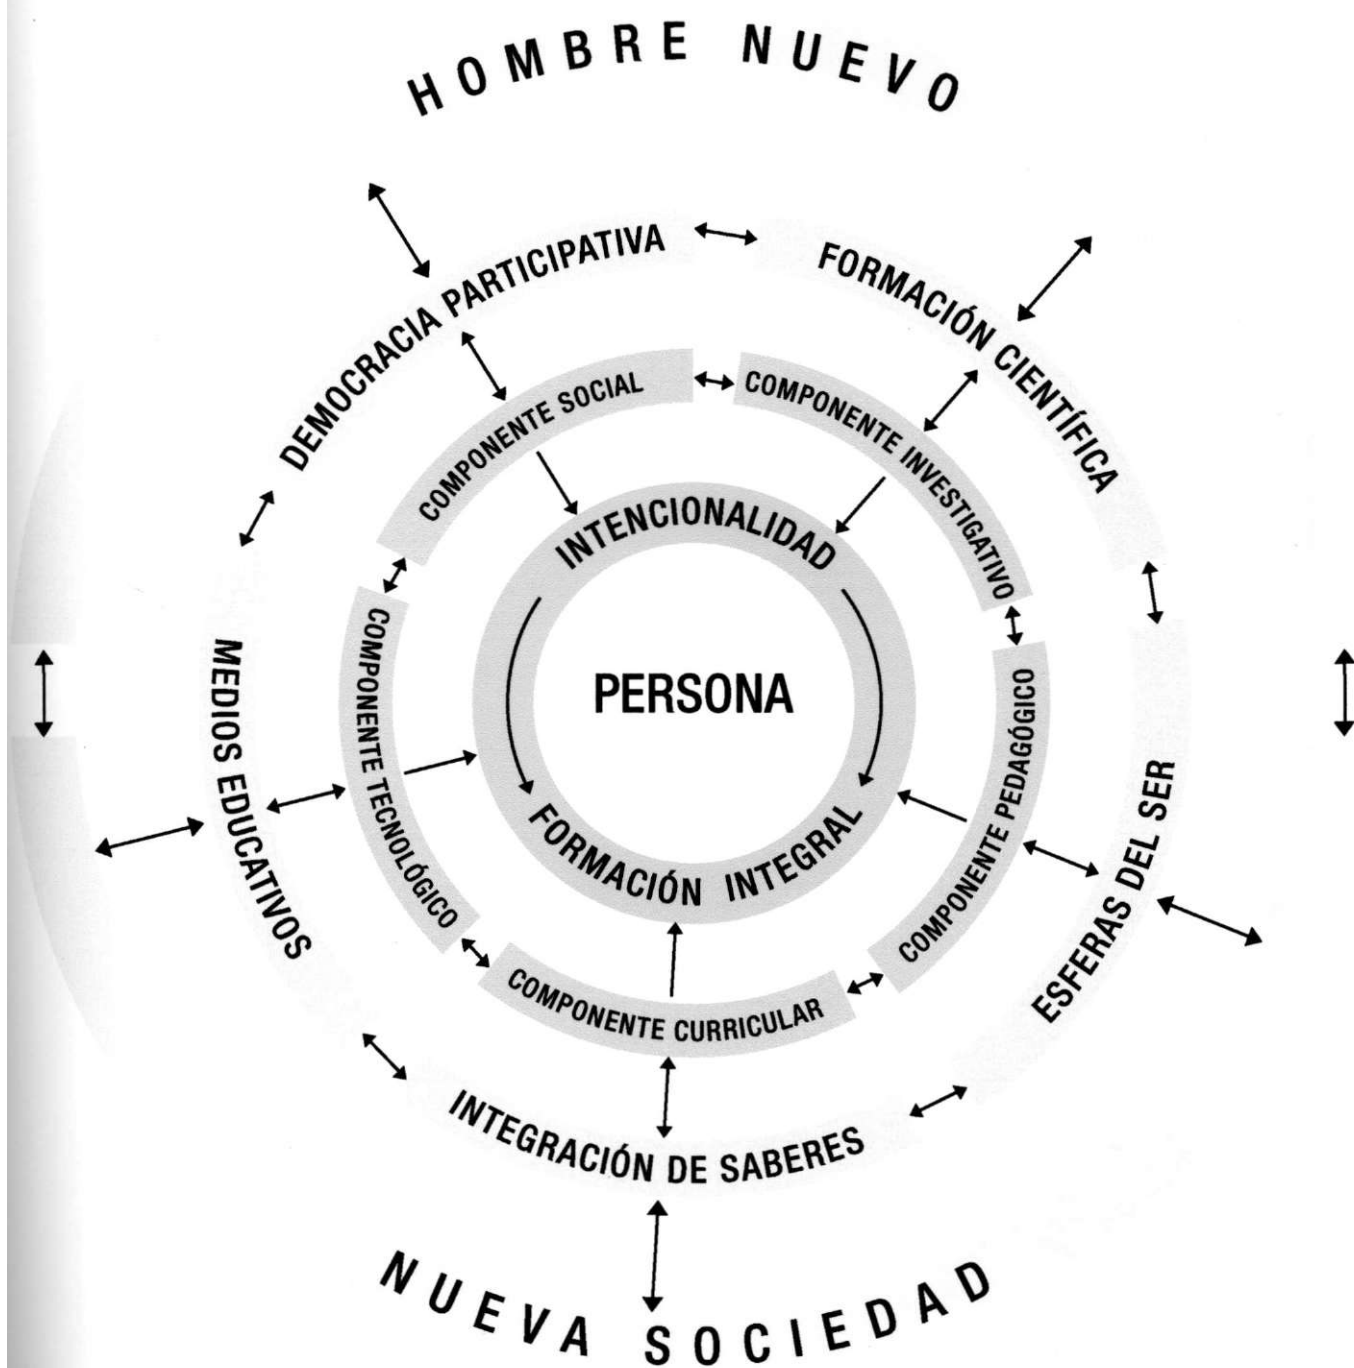 HOMBRE NUEVO
DEMOCRACIA PARTICIPATIVA
FORMACIÓN CIENTÍFICA
COMPONENTE SOCIAL
COMPONENTE INVESTIGATIVO
INTENCIONALIDAD
PERSONA
FORMACIÓN INTEGRAL
COMPONENTE TECNOLÓGICO
COMPONENTE PEDAGÓGICO
MEDIOS EDUCATIVOS
ESFERAS DEL SER
COMPONENTE CURRICULAR
INTEGRACIÓN DE SABERES
NUEVA SOCIEDAD